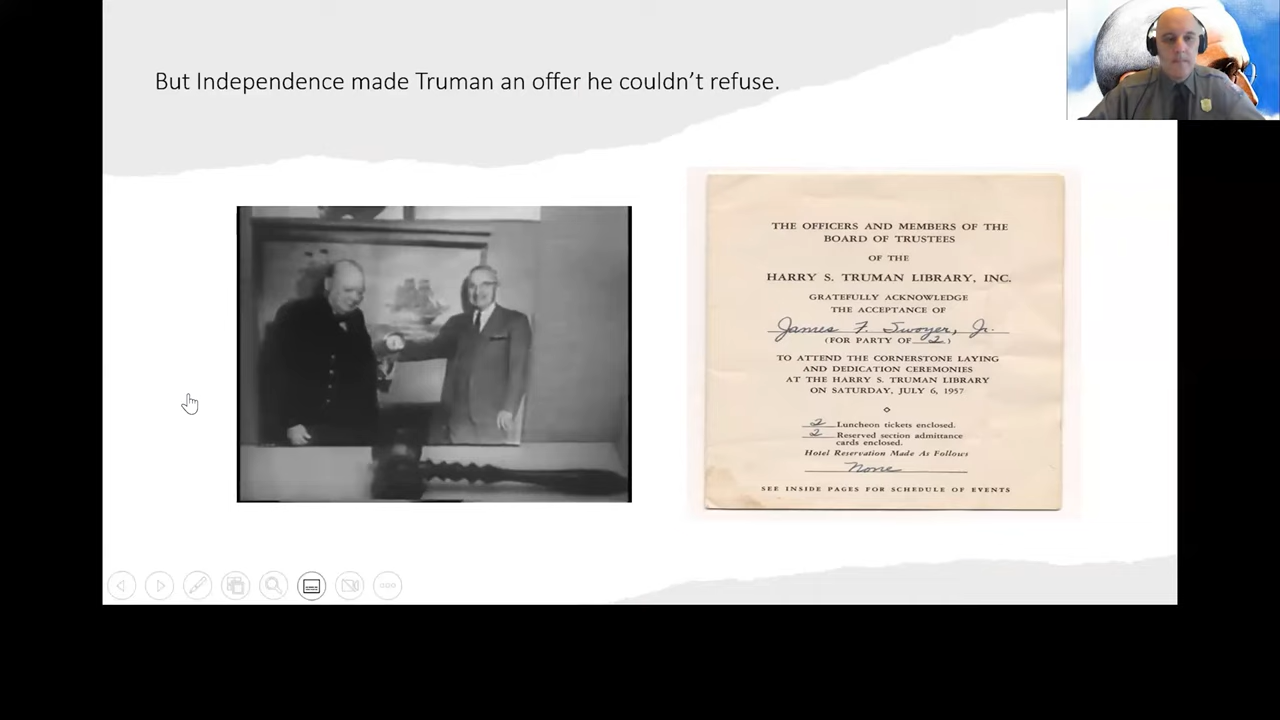 But Independence made Truman an offer he couldn’t refuse.
THE OFFICERS AND MEMBERS OF THE
BOARD OF TRUSTEES
OF THE
HARRY S. TRUMAN LIBRARY, INC.
GRATEFULLY ACKNOWLEDGE
THE ACCEPTANCE OF
James F. Swoyer, Jr.
(FOR PARTY OF 2)
TO ATTEND THE CORNERSTONE LAYING
AND DEDICATION CEREMONIES
AT THE HARRY S. TRUMAN LIBRARY
ON SATURDAY, JULY 6, 1957
2 Luncheon tickets enclosed.
2 Reserved section admittance
cards enclosed.
Hotel Reservation Made As Follows
None
SEE INSIDE PAGES FOR SCHEDULE OF EVENTS